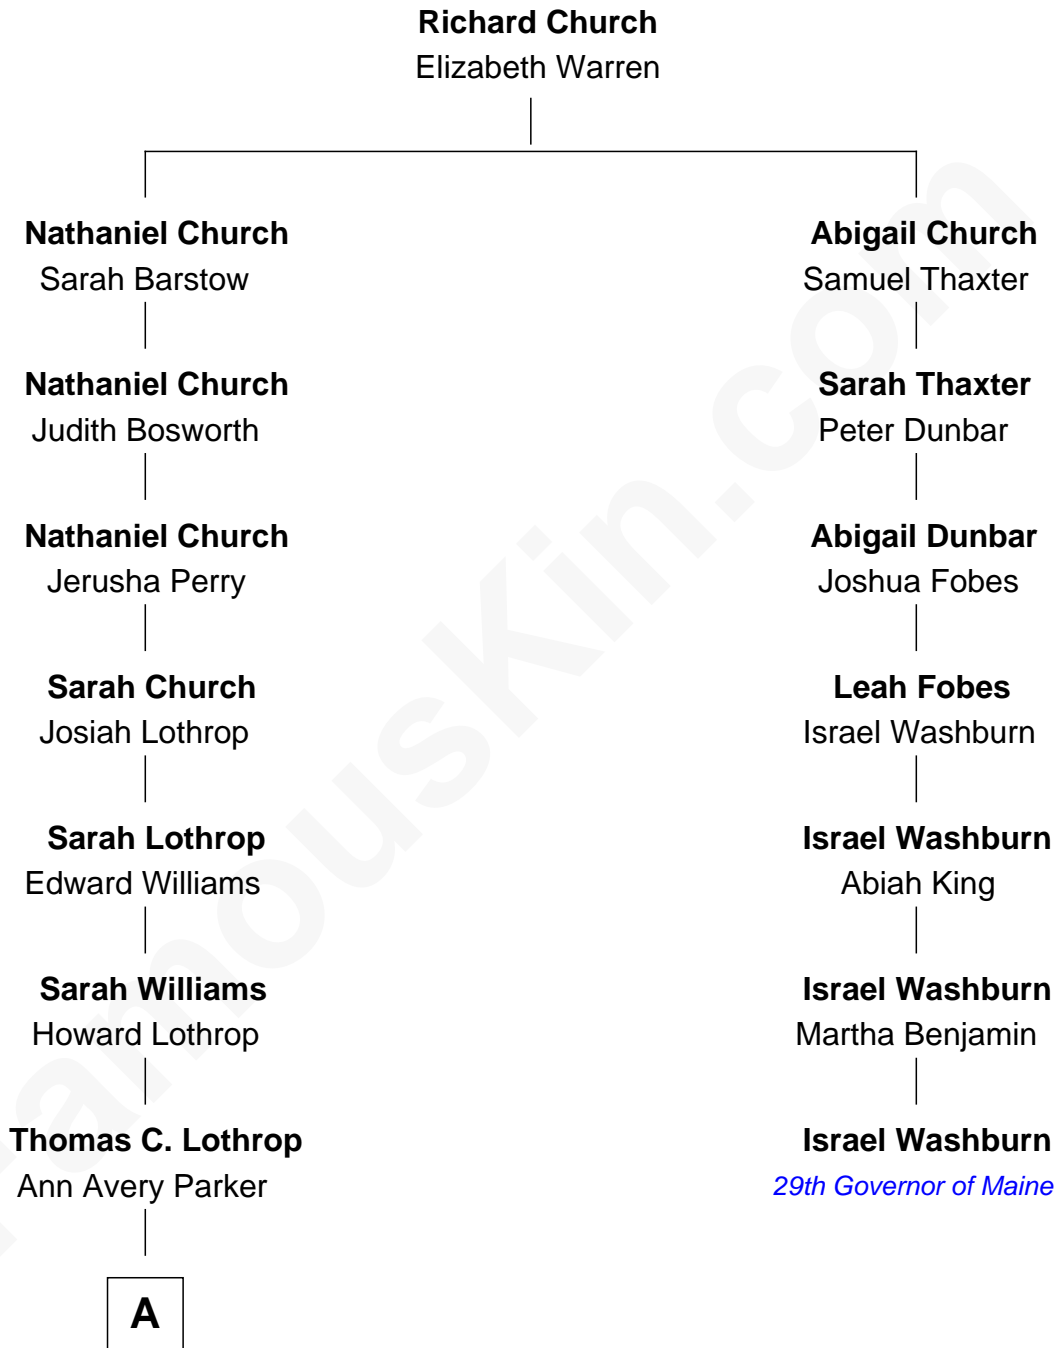 Richard Church
Elizabeth Warren
Nathaniel Church
Sarah Barstow
Abigail Church
Samuel Thaxter
Nathaniel Church
Judith Bosworth
Sarah Thaxter
Peter Dunbar
Nathaniel Church
Jerusha Perry
Abigail Dunbar
Joshua Fobes
Sarah Church
Josiah Lothrop
Leah Fobes
Israel Washburn
Sarah Lothrop
Edward Williams
Israel Washburn
Abiah King
Sarah Williams
Howard Lothrop
Israel Washburn
Martha Benjamin
Thomas C. Lothrop
Ann Avery Parker
Israel Washburn
29th Governor of Maine
A
FamousKin.com